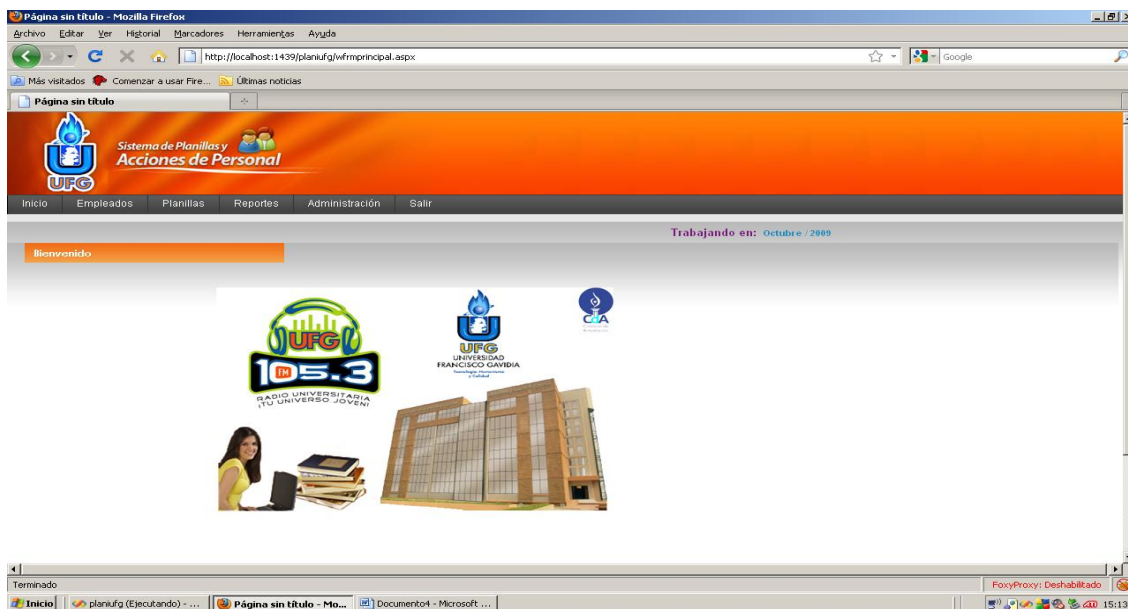 Página sin título - Mozilla Firefox
Archivo Editar Ver Historial Marcadores Herramientas Ayuda
http://localhost:1439/planiufg/wfrmprincipal.aspx
Google
Más visitados Comenzar a usar Fire... Últimas noticias
Página sin título
Sistema de Planillas y
Acciones de Personal
UFG
Inicio Empleados Planillas Reportes Administración Salir
Trabajando en: Octubre / 2009
Bienvenido
UFG
FM 105.3
RADIO UNIVERSITARIA
¡TU UNIVERSO JOVEN!
UFG
UNIVERSIDAD
FRANCISCO GAVIDIA
Tecnología, Humanismo
y Calidad
Terminado
FoxyProxy: Deshabilitado
Inicio planiufg (Ejecutando) - ... Página sin título - Mo... Documento4 - Microsoft ... 15:13